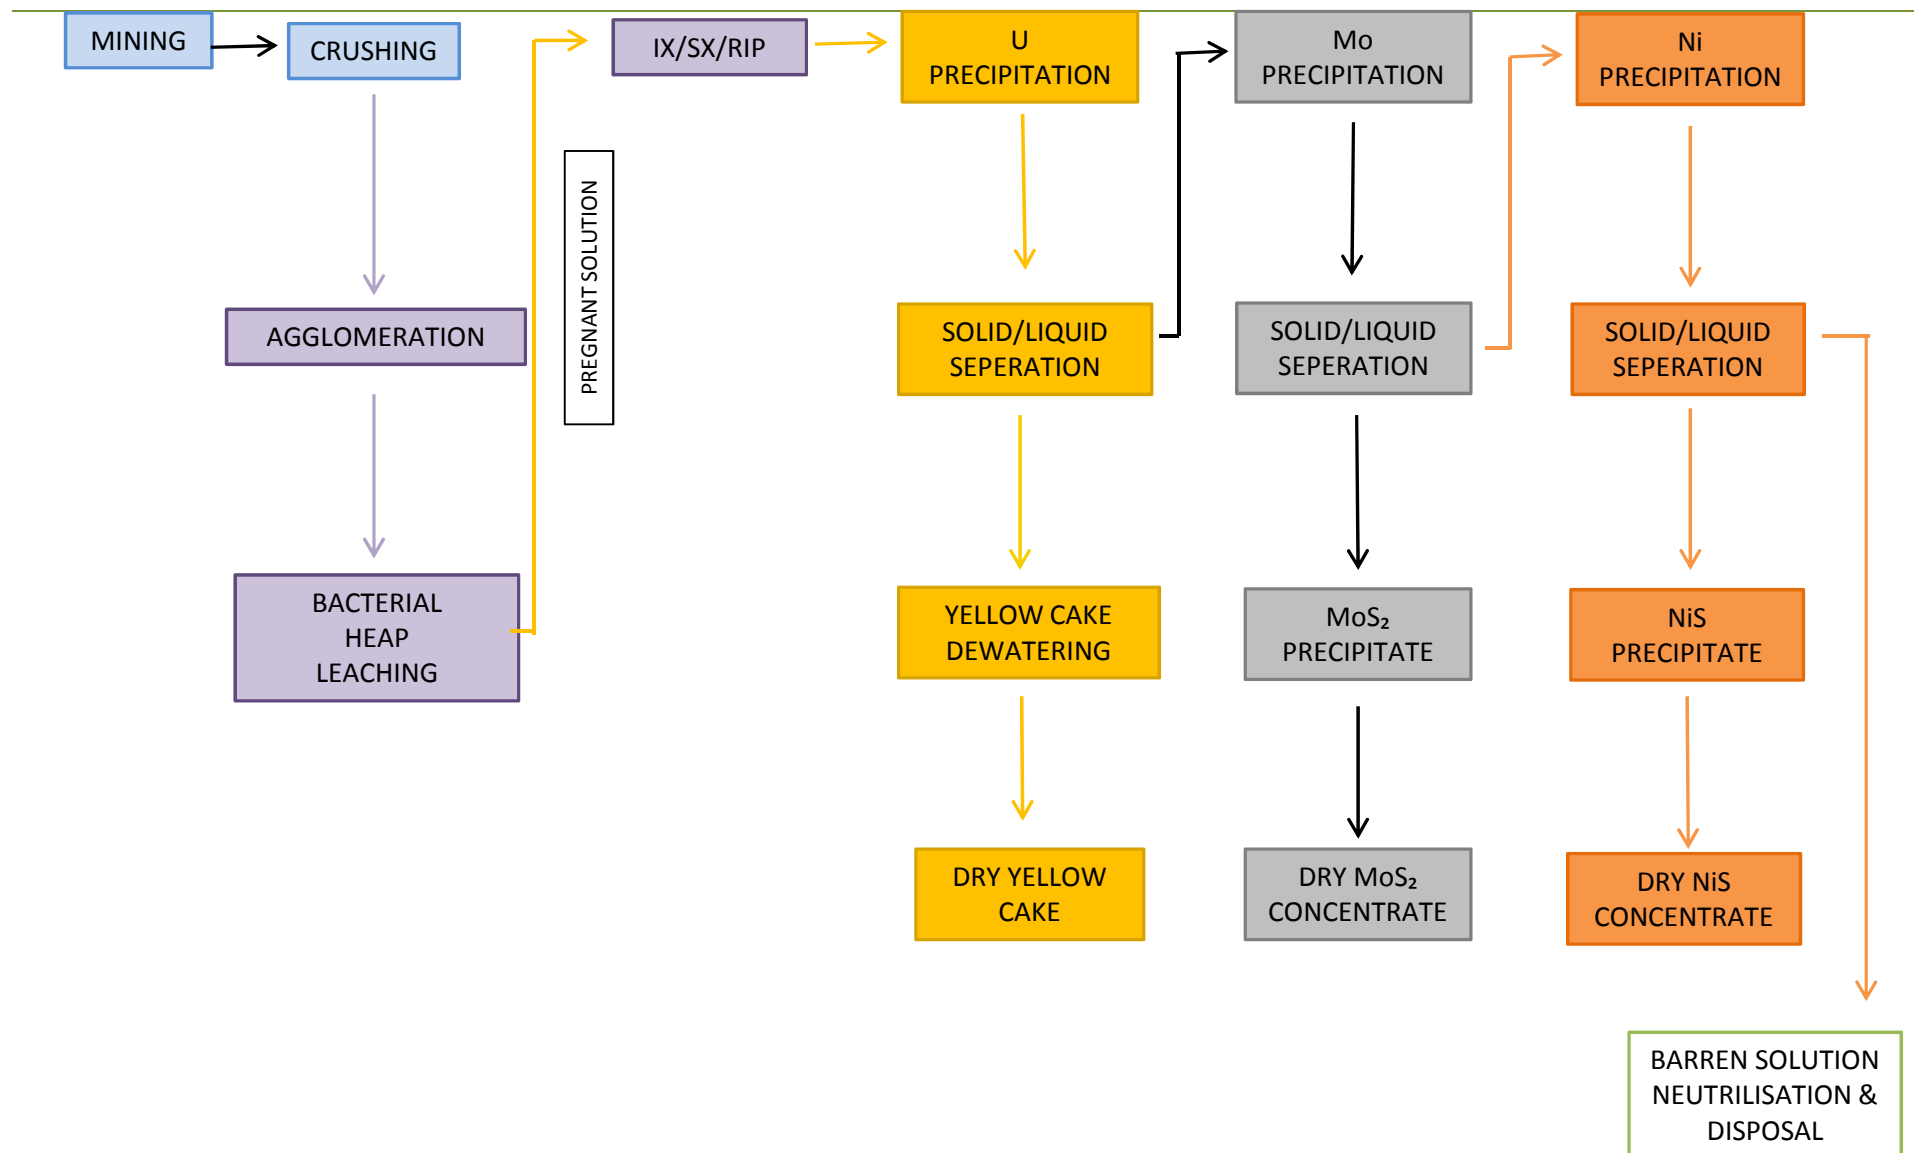 MINING
CRUSHING
AGGLOMERATION
BACTERIAL
HEAP
LEACHING
PREGNANT SOLUTION
IX/SX/RIP
U
PRECIPITATION
SOLID/LIQUID
SEPERATION
YELLOW CAKE
DEWATERING
DRY YELLOW
CAKE
Mo
PRECIPITATION
SOLID/LIQUID
SEPERATION
MoS₂
PRECIPITATE
DRY MoS₂
CONCENTRATE
Ni
PRECIPITATION
SOLID/LIQUID
SEPERATION
NiS
PRECIPITATE
DRY NiS
CONCENTRATE
BARREN SOLUTION
NEUTRILISATION &
DISPOSAL